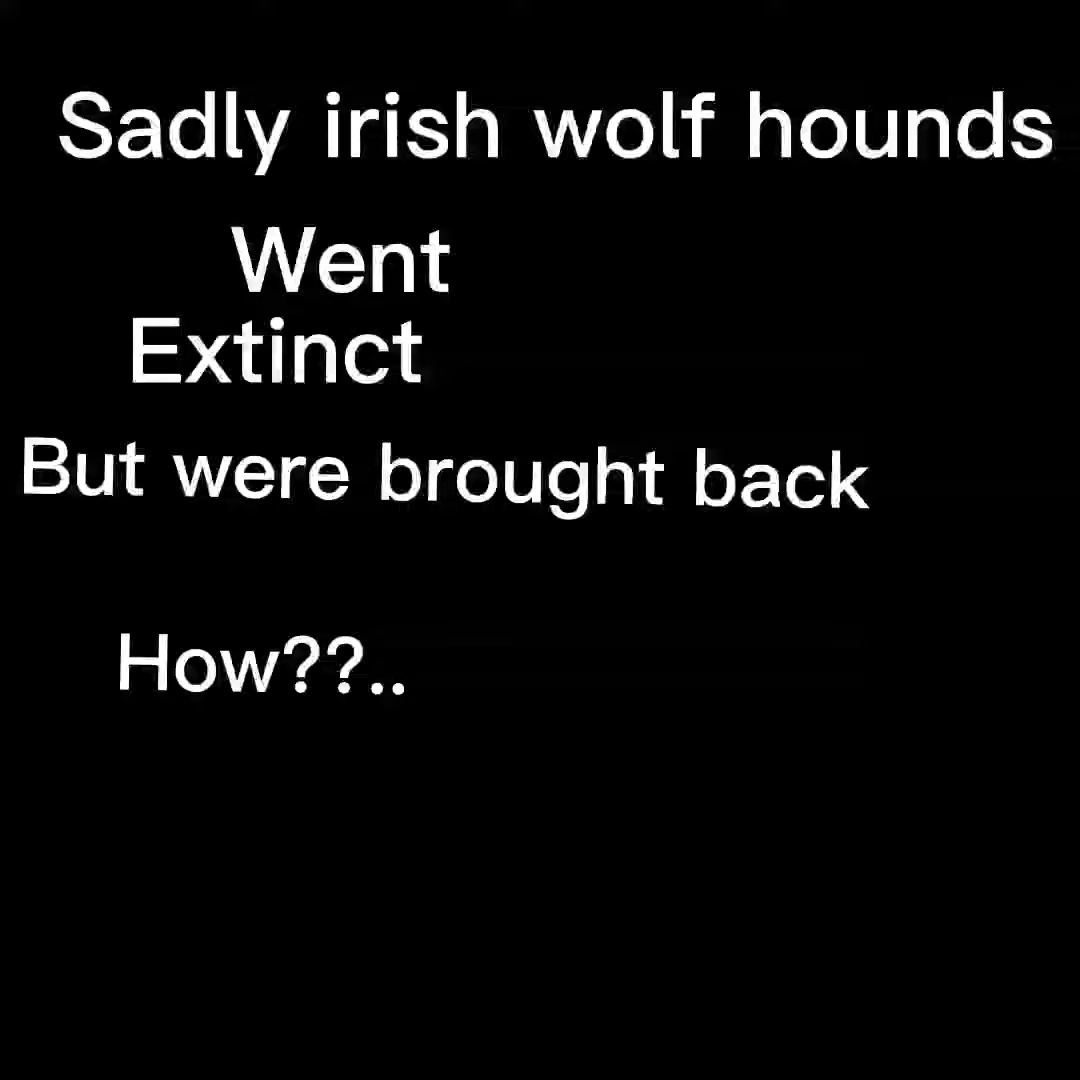 Sadly irish wolf hounds
Went
Extinct
But were brought back
How??..